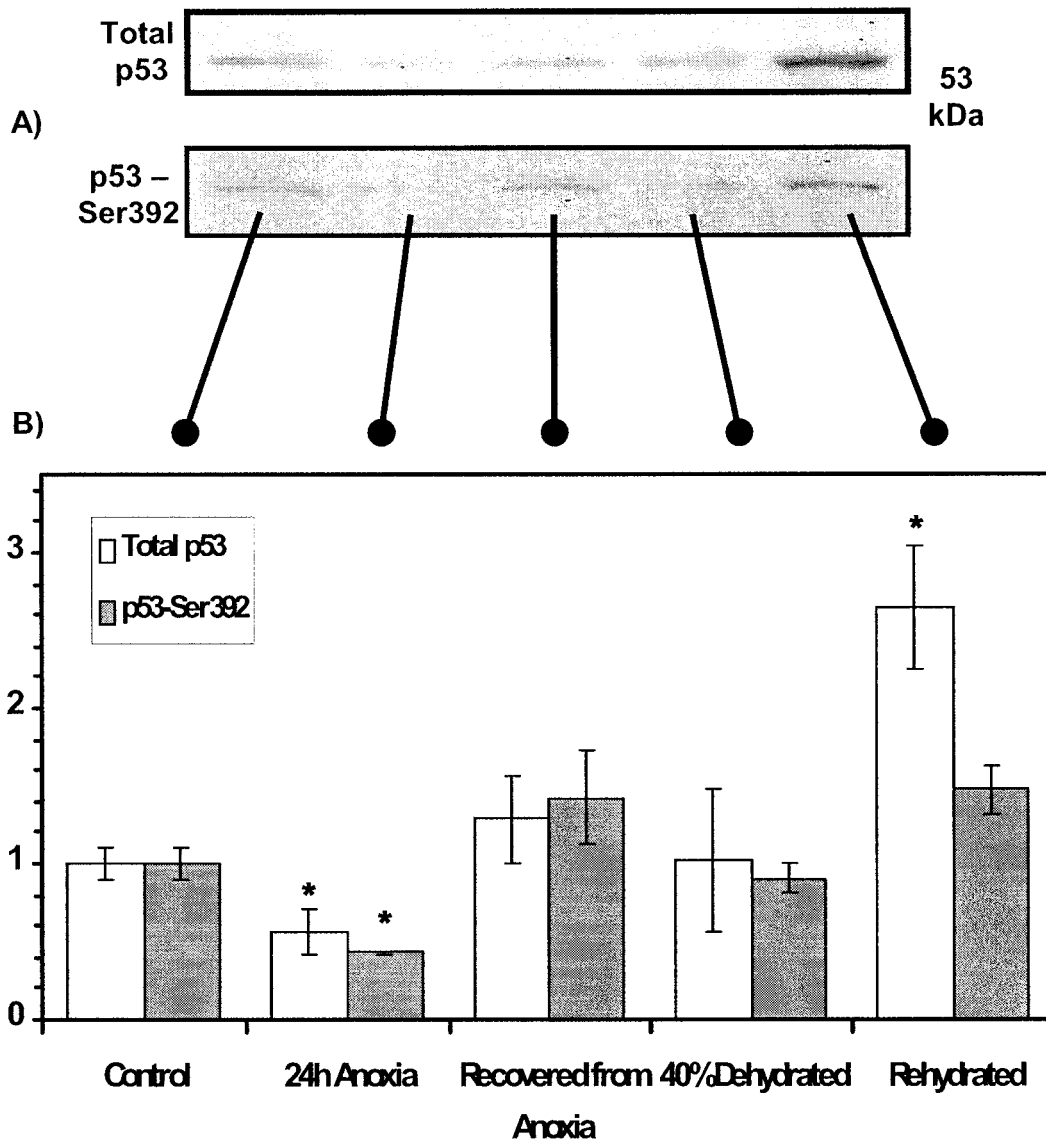 Total
p53
53
kDa
A)
p53 –
Ser392
B)
3
2
1
0
Total p53
p53-Ser392
*
*
*
Control
24h Anoxia
Recovered from
Anoxia
40% Dehydrated
Rehydrated